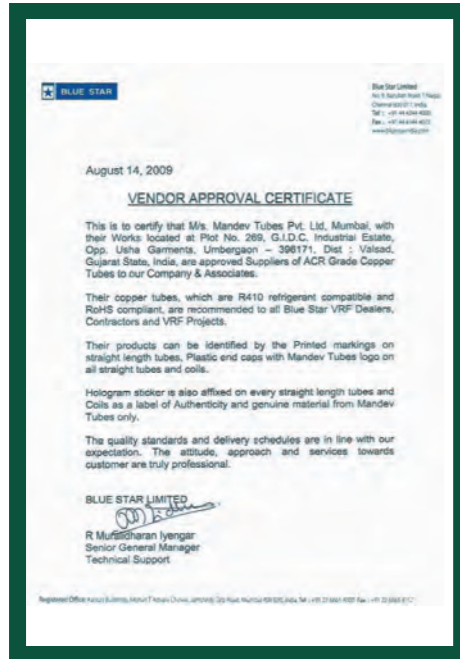 BLUE STAR
Blue Star Limited
August 14, 2009
VENDOR APPROVAL CERTIFICATE
This is to certify that M/s. Mandev Tubes Pvt. Ltd, Mumbai, with
their Works located at Plot No. 269, G.I.D.C. Industrial Estate,
Opp. Usha Garments, Umbergaon – 396171, Dist : Valsad,
Gujarat State, India, are approved Suppliers of ACR Grade Copper
Tubes to our Company & Associates.
Their copper tubes, which are R410 refrigerant compatible and
RoHS compliant, are recommended to all Blue Star VRF Dealers,
Contractors and VRF Projects.
Their products can be identified by the Printed markings on
straight length tubes, Plastic end caps with Mandev Tubes logo on
all straight tubes and coils.
Hologram sticker is also affixed on every straight length tubes and
Coils as a label of Authenticity and genuine material from Mandev
Tubes only.
The quality standards and delivery schedules are in line with our
expectation. The attitude, approach and services towards
customer are truly professional.
BLUE STAR LIMITED
R Muralidharan Iyengar
Senior General Manager
Technical Support
Registered Office